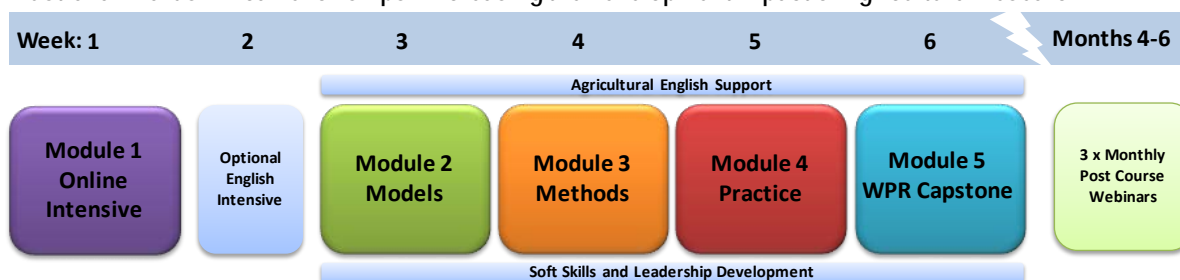 Week: 1 2 3 4 5 6 Months 4-6
Agricultural English Support
Module 1
Online
Intensive
Optional
English
Intensive
Module 2
Models
Module 3
Methods
Module 4
Practice
Module 5
WPR Capstone
3 x Monthly
Post Course
Webinars
Soft Skills and Leadership Development